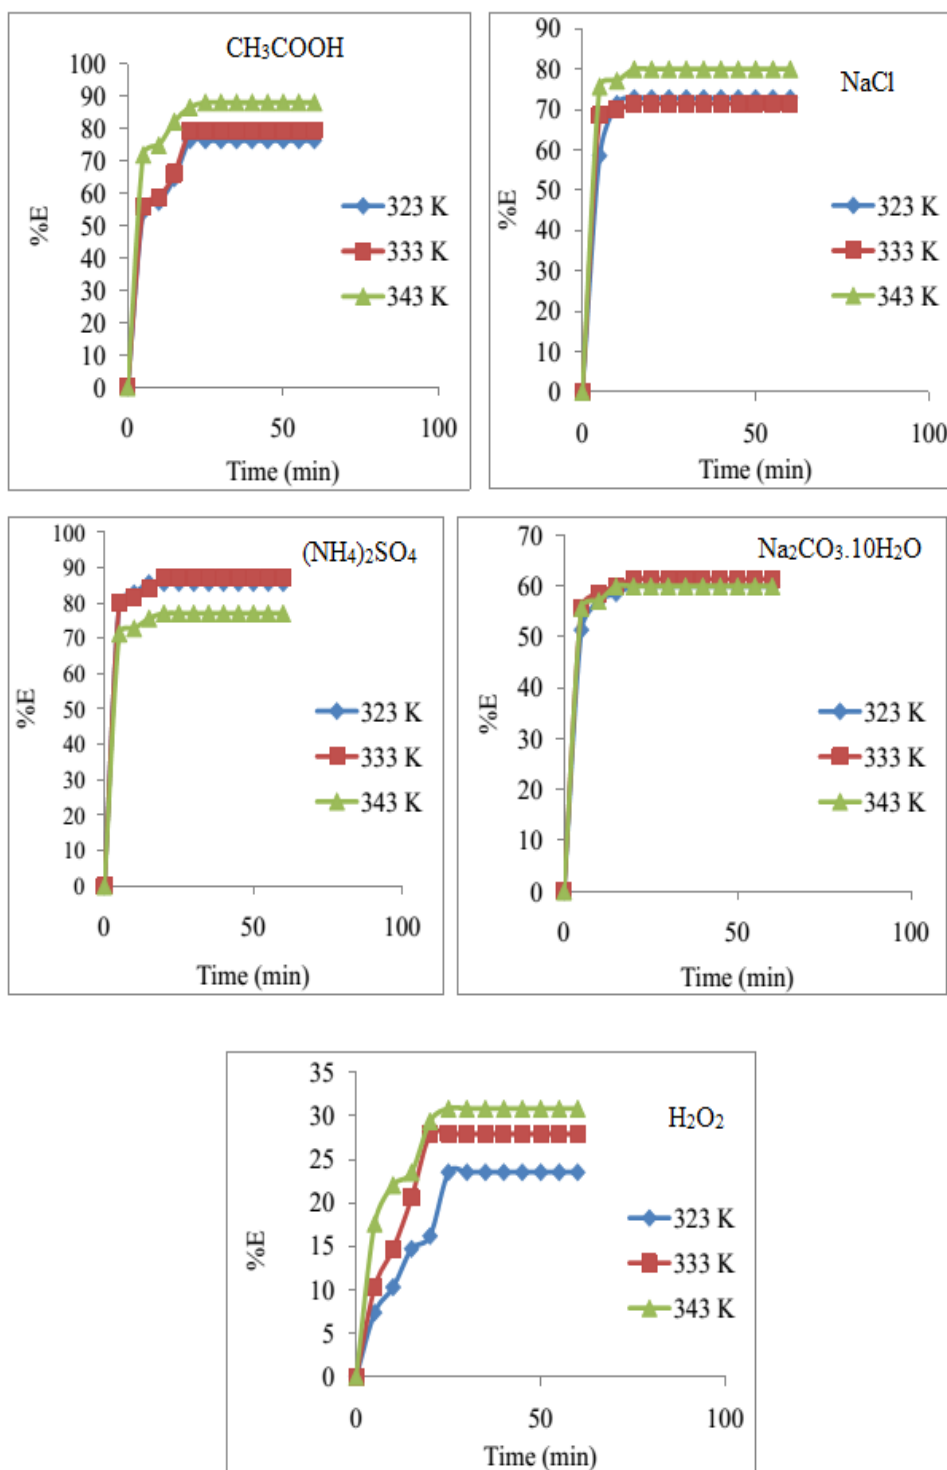 CH3COOH
100
90
80
70
60
50
40
30
20
10
0
%E
0 50 100
Time (min)
323 K
333 K
343 K
NaCl
90
80
70
60
50
40
30
20
10
0
%E
0 50 100
Time (min)
323 K
333 K
343 K
(NH4)2SO4
100
90
80
70
60
50
40
30
20
10
0
%E
0 50 100
Time (min)
323 K
333 K
343 K
Na2CO3.10H2O
70
60
50
40
30
20
10
0
%E
0 50 100
Time (min)
323 K
333 K
343 K
H2O2
35
30
25
20
15
10
5
0
%E
0 50 100
Time (min)
323 K
333 K
343 K